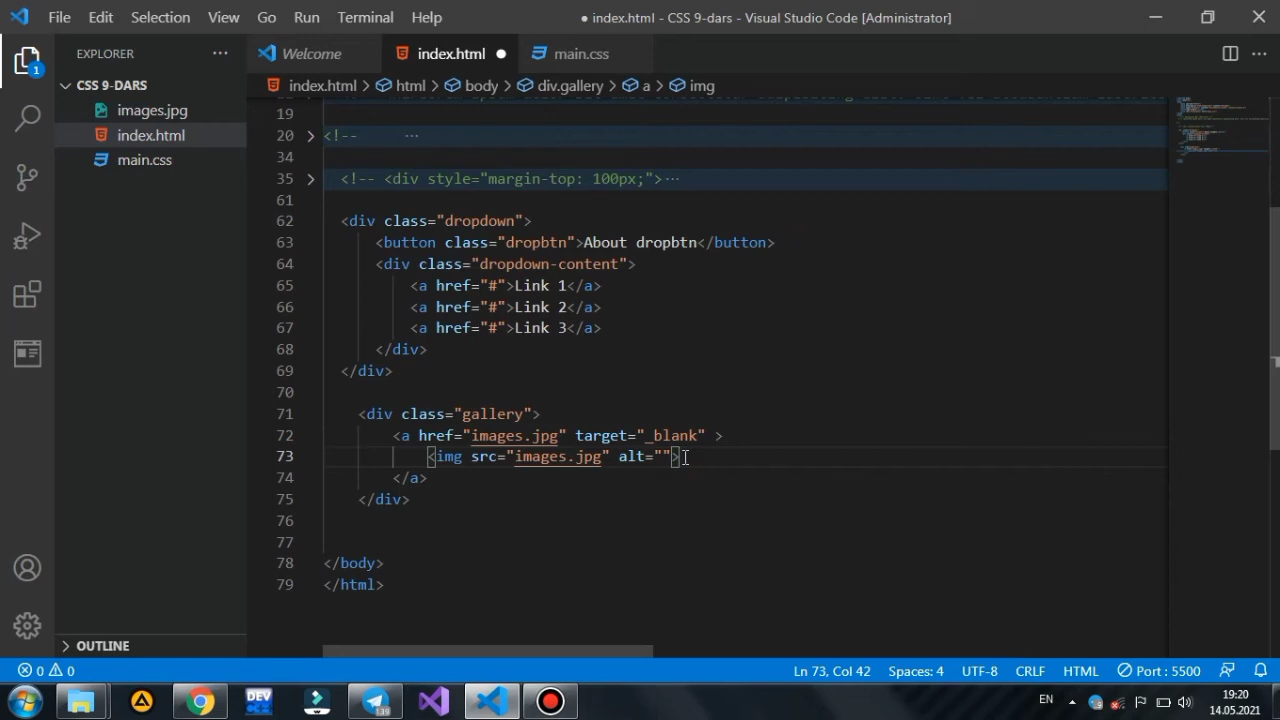 File Edit Selection View Go Run Terminal Help ● index.html - CSS 9-dars - Visual Studio Code [Administrator]
EXPLORER ··· Welcome index.html ● main.css ···
CSS 9-DARS index.html > html > body > div.gallery > a > img
images.jpg
index.html
main.css
19
20 <!-- ···
34
35 <!-- <div style="margin-top: 100px;">···
61
62 <div class="dropdown">
63 <button class="dropbtn">About dropbtn</button>
64 <div class="dropdown-content">
65 <a href="#">Link 1</a>
66 <a href="#">Link 2</a>
67 <a href="#">Link 3</a>
68 </div>
69 </div>
70
71 <div class="gallery">
72 <a href="images.jpg" target="_blank" >
73 <img src="images.jpg" alt="">
74 </a>
75 </div>
76
77
78 </body>
79 </html>
OUTLINE
0 0 Ln 73, Col 42 Spaces: 4 UTF-8 CRLF HTML Port : 5500
1
DEV
139
EN 19:20
14.05.2021